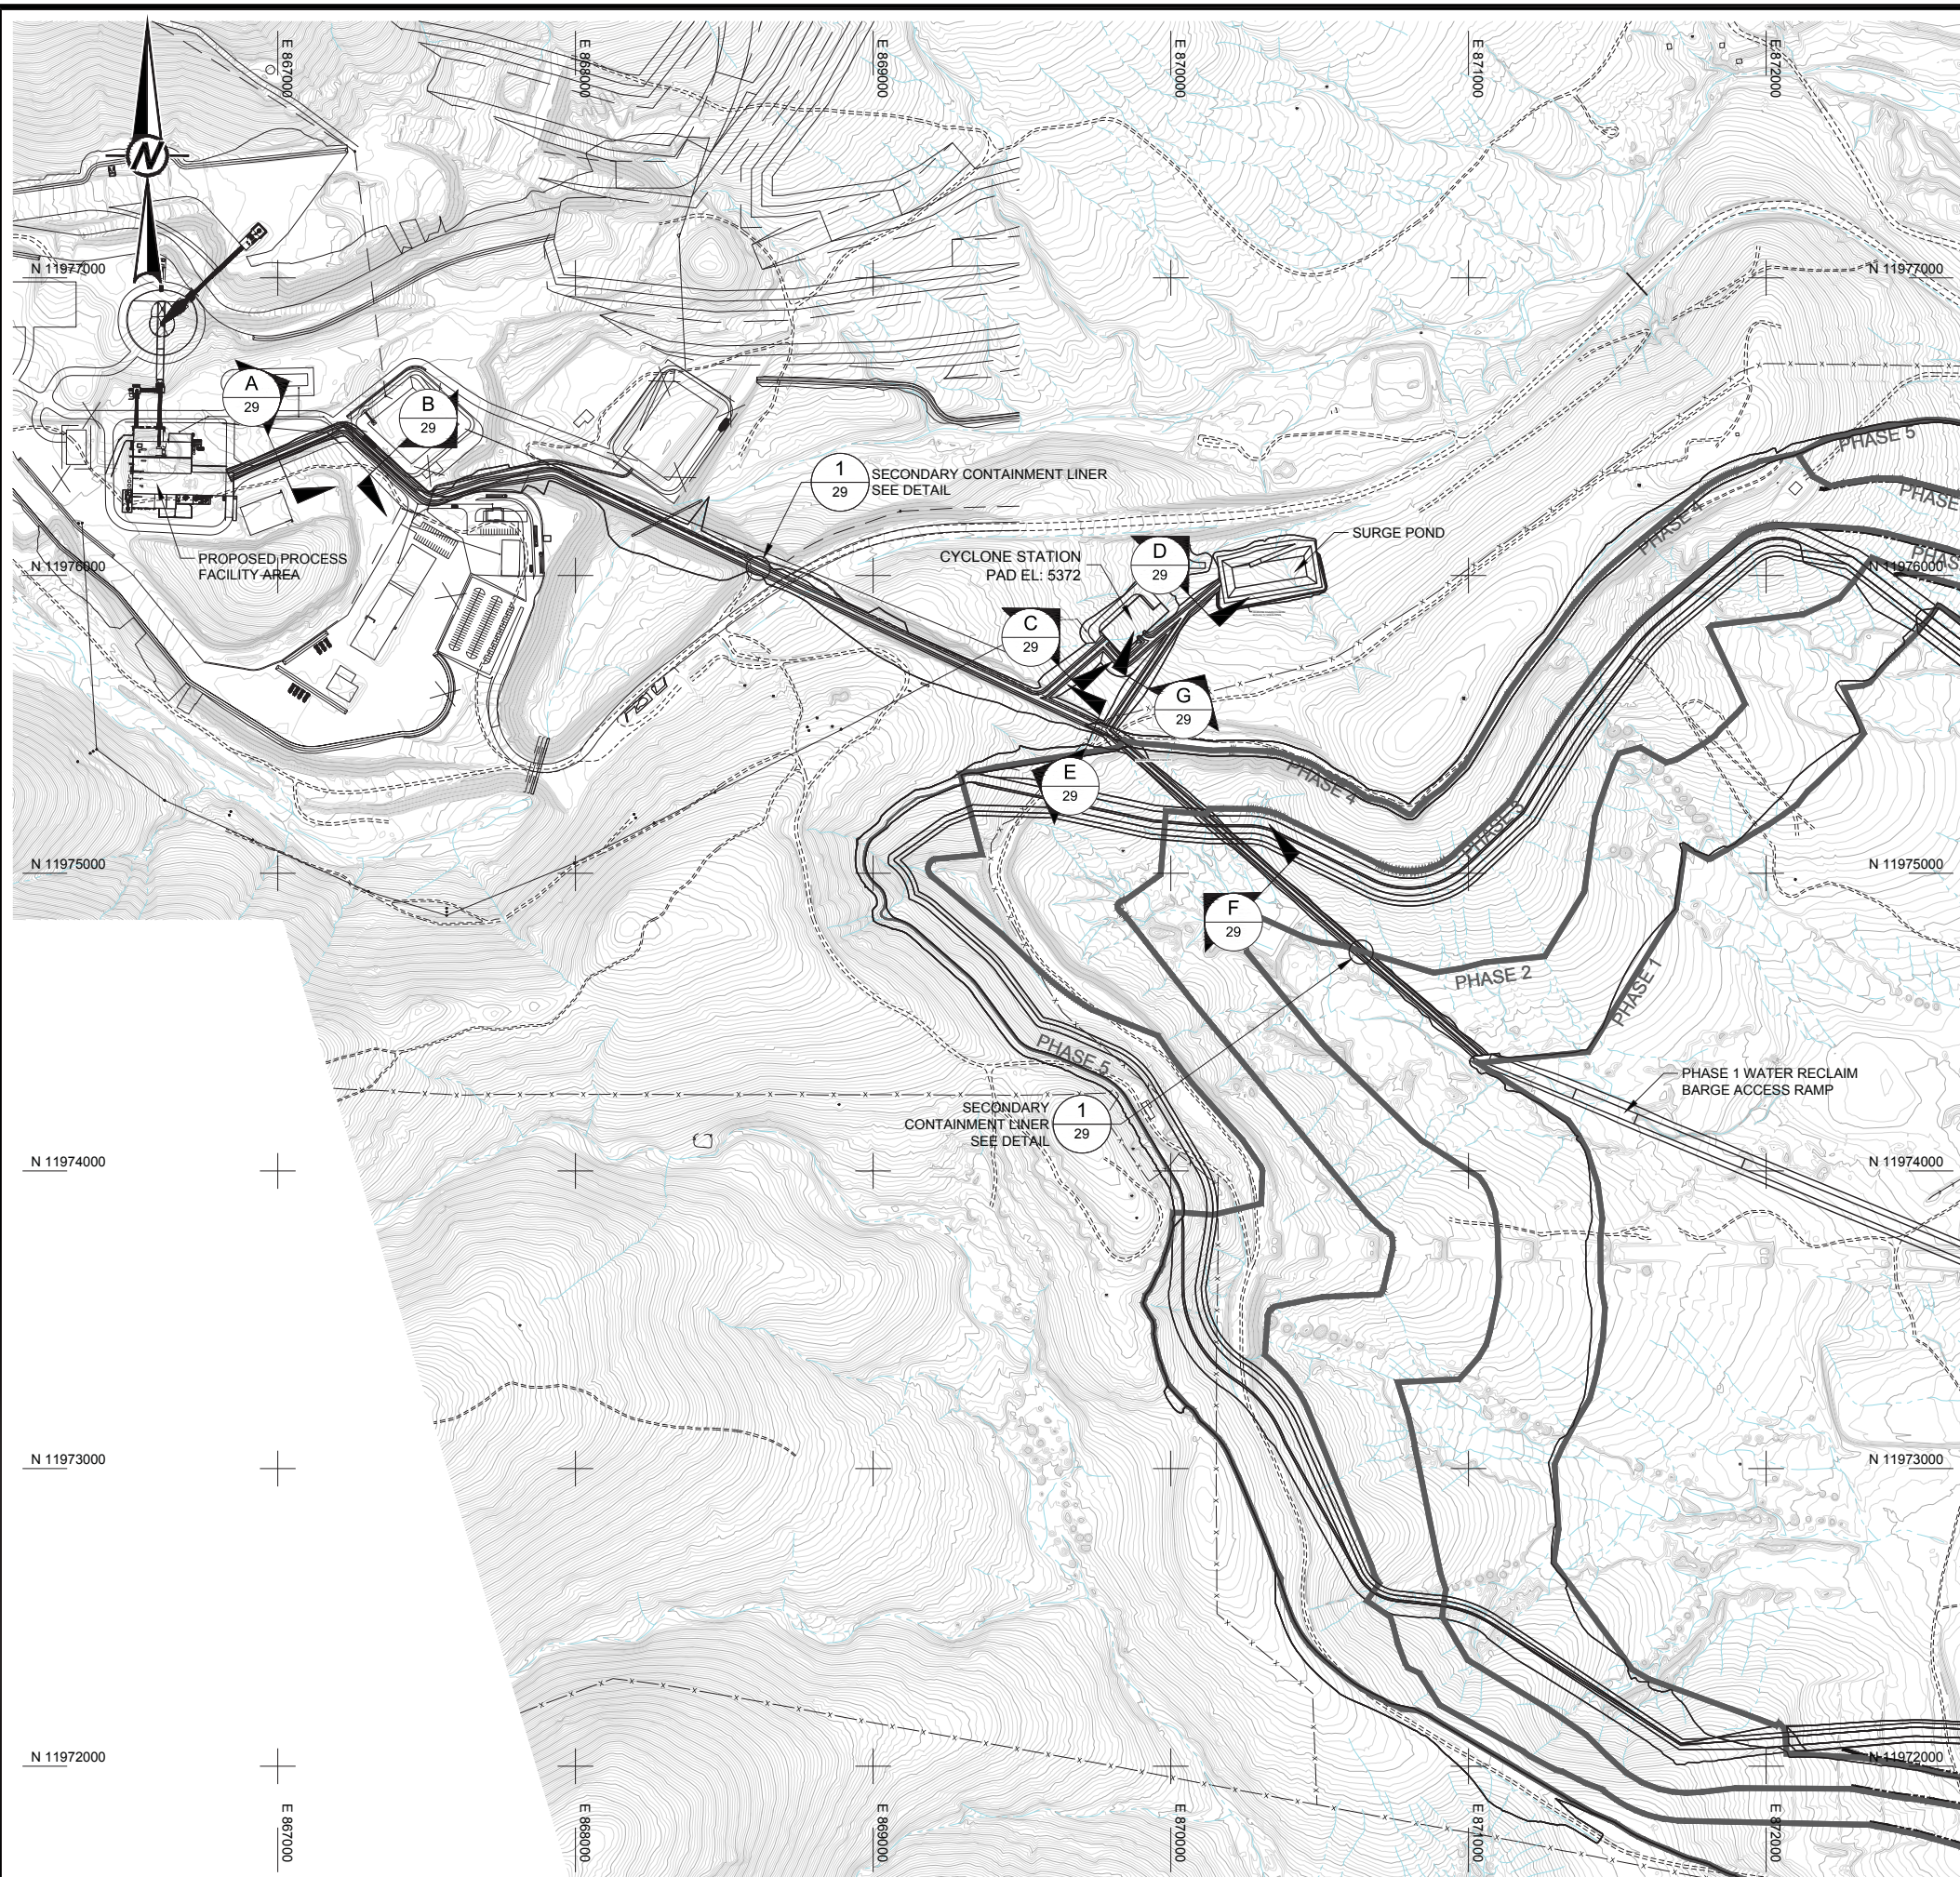 E 867000
E 868000
E 869000
E 870000
E 871000
E 872000
N
N 11977000
N 11977000
A
29
B
29
PHASE 5
1
29
SECONDARY CONTAINMENT LINER
SEE DETAIL
PHASE
PHASE 4
SURGE POND
PROPOSED PROCESS
FACILITY AREA
N 11976000
CYCLONE STATION
PAD EL: 5372
D
29
PHAS
N 11976000
C
29
G
29
E
29
PHASE 4
PHASE 3
N 11975000
N 11975000
F
29
PHASE 2
PHASE 1
PHASE 5
PHASE 1 WATER RECLAIM
BARGE ACCESS RAMP
SECONDARY
CONTAINMENT LINER
SEE DETAIL
1
29
N 11974000
N 11974000
N 11973000
N 11973000
N 11972000
N 11972000
E 867000
E 868000
E 869000
E 870000
E 871000
E 872000